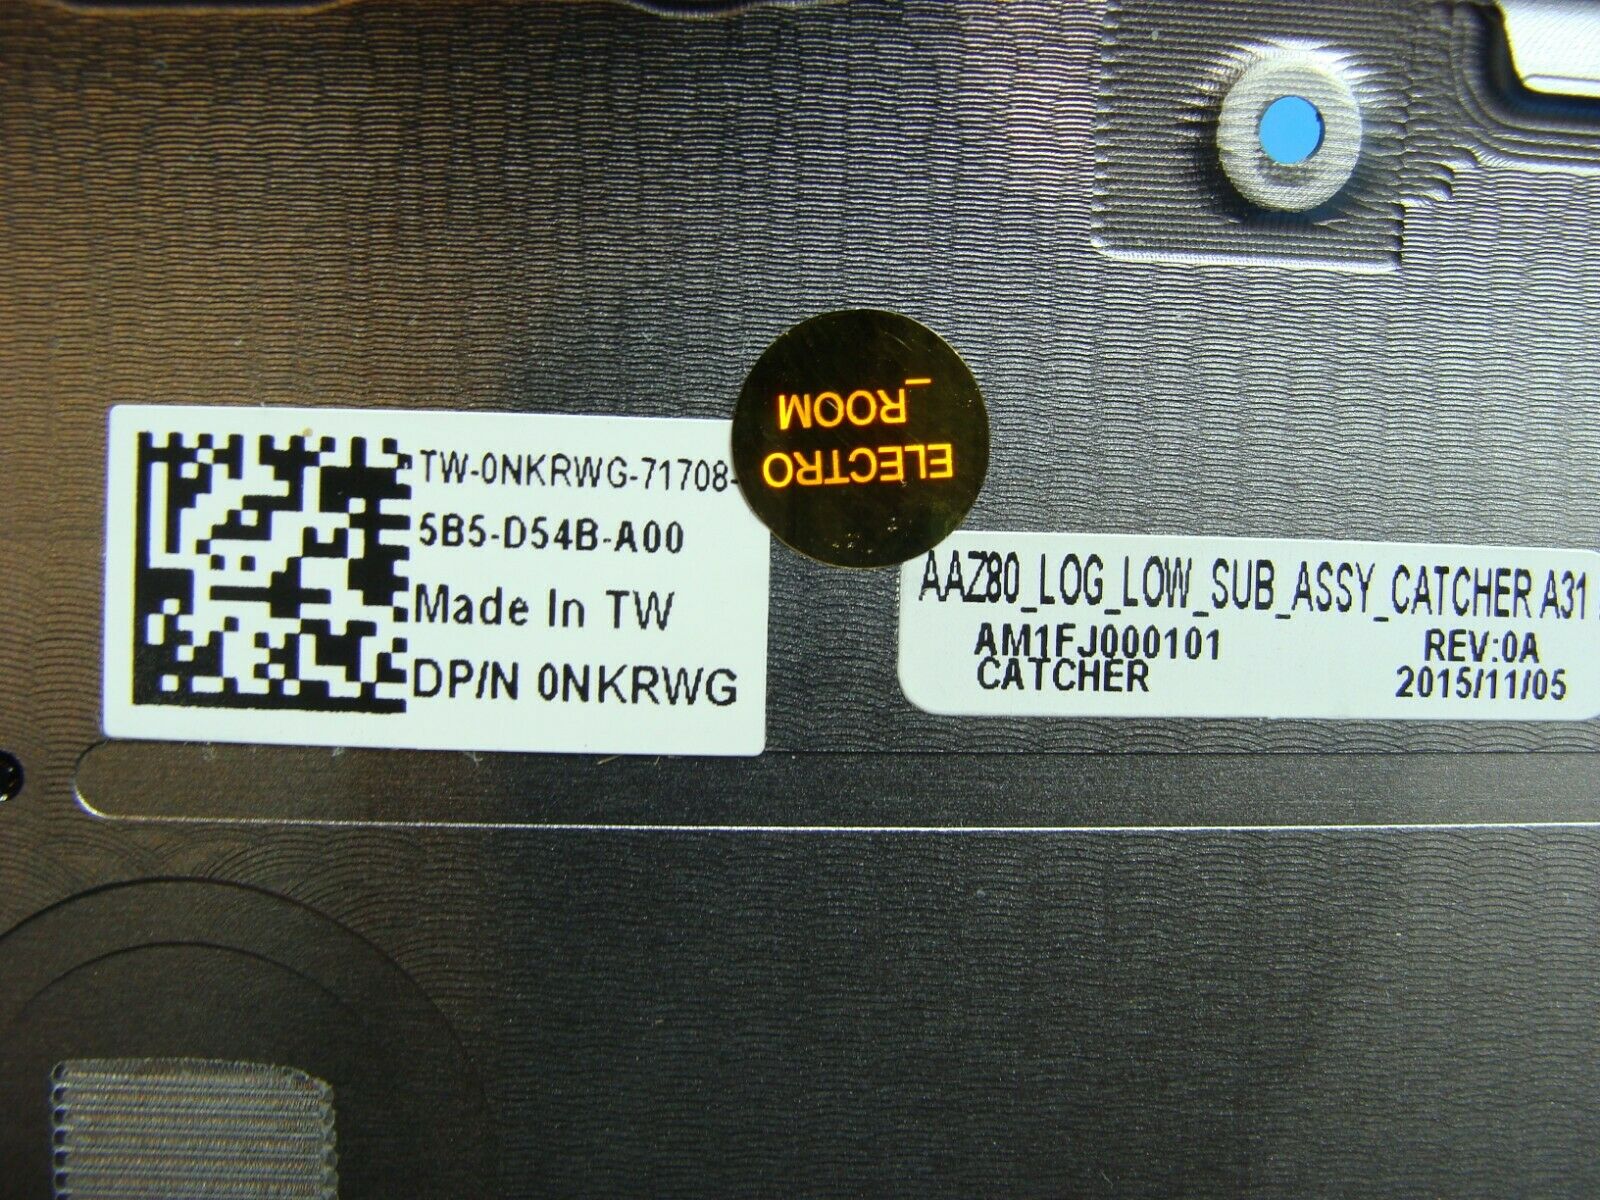 TW-0NKRWG-71708-
5B5-D54B-A00
Made In TW
DP/N 0NKRWG
ELECTRO
_ROOM
AAZ80_LOG_LOW_SUB_ASSY_CATCHER A31
AM1FJ000101 REV:0A
CATCHER 2015/11/05